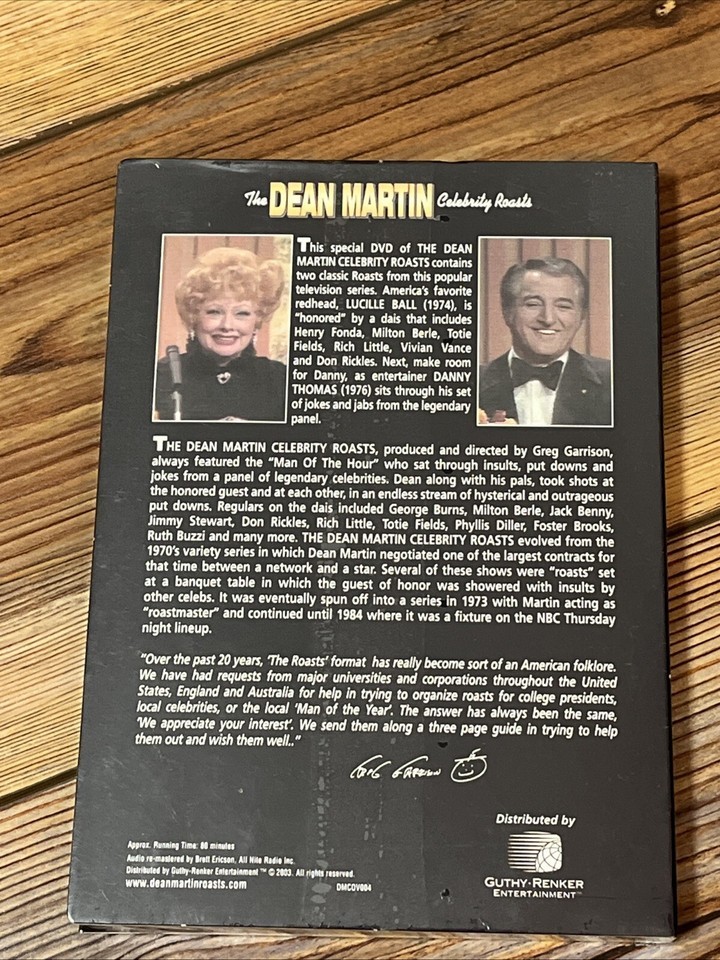 The DEAN MARTIN Celebrity Roasts
This special DVD of THE DEAN
MARTIN CELEBRITY ROASTS contains
two classic Roasts from this popular
television series. America's favorite
redhead, LUCILLE BALL (1974), is
"honored" by a dais that includes
Henry Fonda, Milton Berle, Totie
Fields, Rich Little, Vivian Vance
and Don Rickles. Next, make room
for Danny, as entertainer DANNY
THOMAS (1976) sits through his set
of jokes and jabs from the legendary
panel.
THE DEAN MARTIN CELEBRITY ROASTS, produced and directed by Greg Garrison,
always featured the "Man Of The Hour" who sat through insults, put downs and
jokes from a panel of legendary celebrities. Dean along with his pals, took shots at
the honored guest and at each other, in an endless stream of hysterical and outrageous
put downs. Regulars on the dais included George Burns, Milton Berle, Jack Benny,
Jimmy Stewart, Don Rickles, Rich Little, Totie Fields, Phyllis Diller, Foster Brooks,
Ruth Buzzi and many more. THE DEAN MARTIN CELEBRITY ROASTS evolved from the
1970's variety series in which Dean Martin negotiated one of the largest contracts for
that time between a network and a star. Several of these shows were "roasts" set
at a banquet table in which the guest of honor was showered with insults by
other celebs. It was eventually spun off into a series in 1973 with Martin acting as
"roastmaster" and continued until 1984 where it was a fixture on the NBC Thursday
night lineup.
"Over the past 20 years, 'The Roasts' format has really become sort of an American folklore.
We have had requests from major universities and corporations throughout the United
States, England and Australia for help in trying to organize roasts for college presidents,
local celebrities, or the local 'Man of the Year'. The answer has always been the same,
'We appreciate your interest'. We send them along a three page guide in trying to help
them out and wish them well.."
Greg Garrison
Distributed by
GUTHY-RENKER
ENTERTAINMENT™
Approx. Running Time: 86 minutes
Audio re-mastered by Brett Ericson, All Nite Radio Inc.
Distributed by Guthy-Renker Entertainment™ © 2003. All rights reserved.
www.deanmartinroasts.com DMCOV004